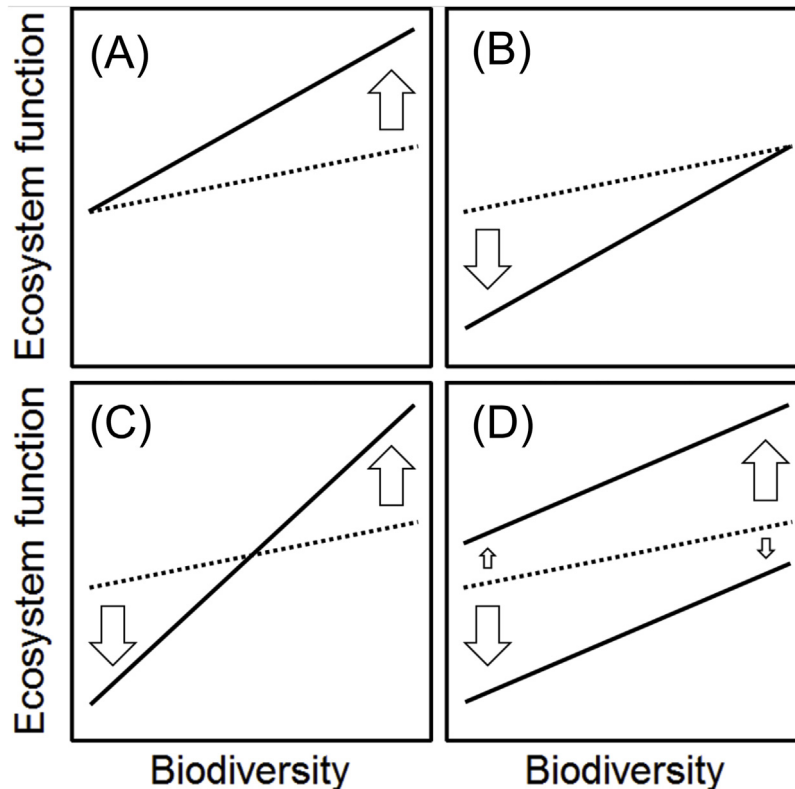 Ecosystem function
(A)
(B)
Ecosystem function
(C)
(D)
Biodiversity
Biodiversity